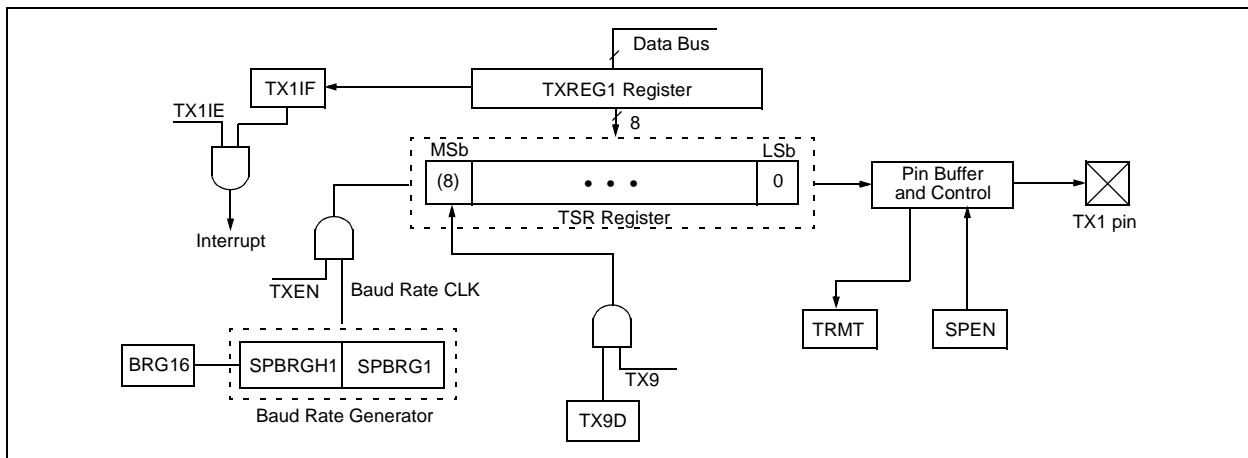 Data Bus
TX1IF
TXREG1 Register
TX1IE
8
MSb
LSb
(8)
• • •
0
Pin Buffer
and Control
TSR Register
TX1 pin
Interrupt
TXEN
Baud Rate CLK
TRMT
SPEN
BRG16
SPBRGH1
SPBRG1
TX9
Baud Rate Generator
TX9D